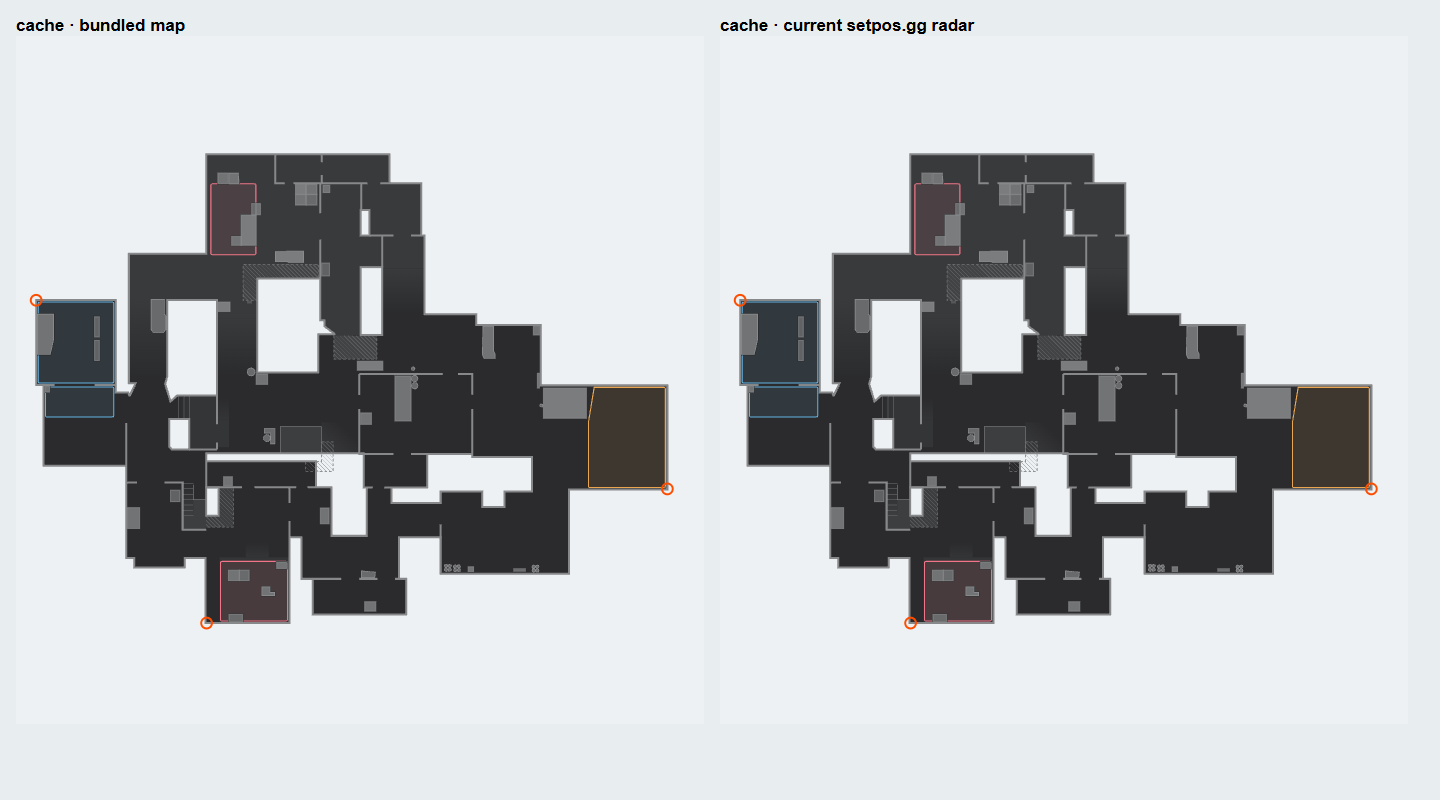 cache · bundled map
cache · current setpos.gg radar